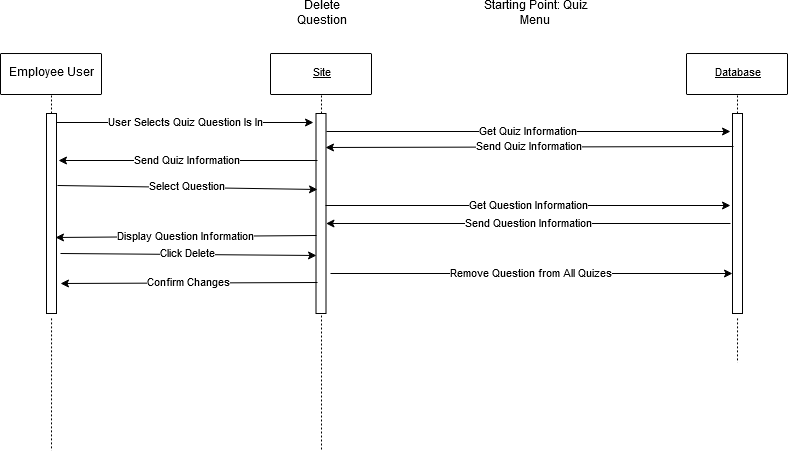 Delete
Question
Starting Point: Quiz
Menu
Employee User
Site
Database
User Selects Quiz Question Is In
Get Quiz Information
Send Quiz Information
Send Quiz Information
Select Question
Get Question Information
Send Question Information
Display Question Information
Click Delete
Remove Question from All Quizes
Confirm Changes